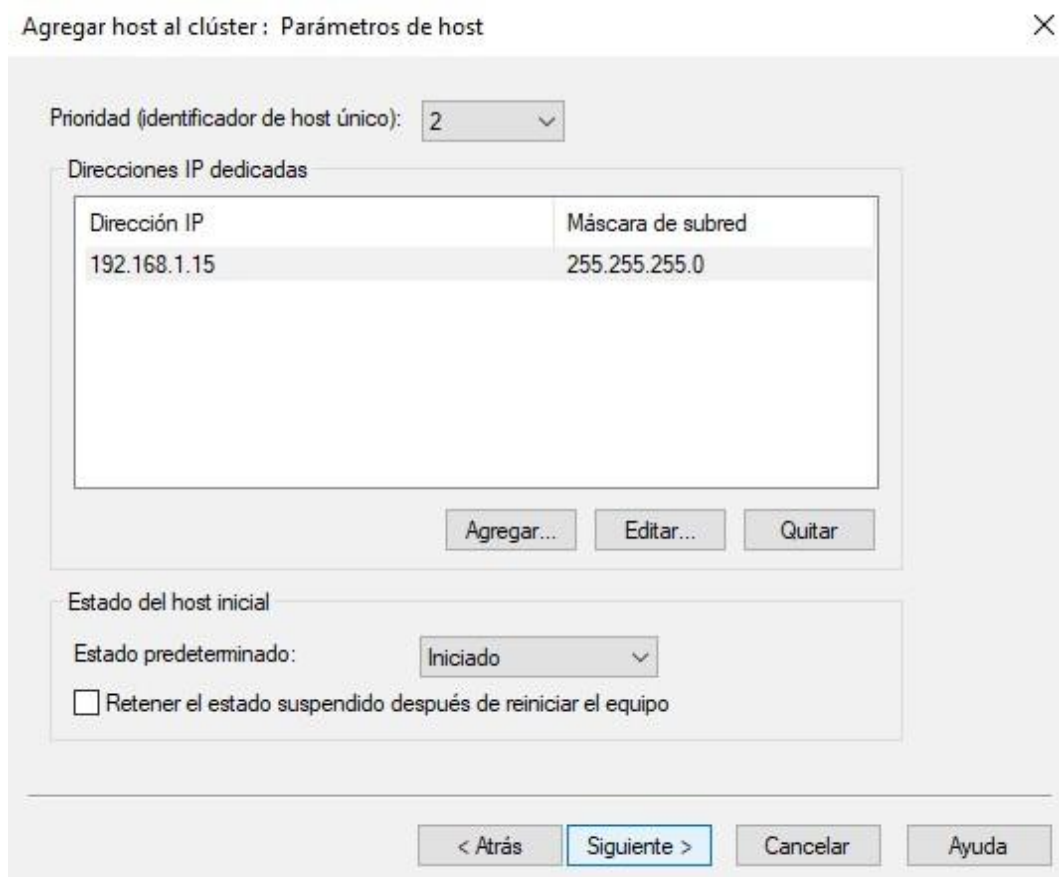 Agregar host al clúster : Parámetros de host
Prioridad (identificador de host único): 2
Direcciones IP dedicadas
Dirección IP Máscara de subred
192.168.1.15 255.255.255.0
Agregar... Editar... Quitar
Estado del host inicial
Estado predeterminado: Iniciado
Retener el estado suspendido después de reiniciar el equipo
< Atrás Siguiente > Cancelar Ayuda